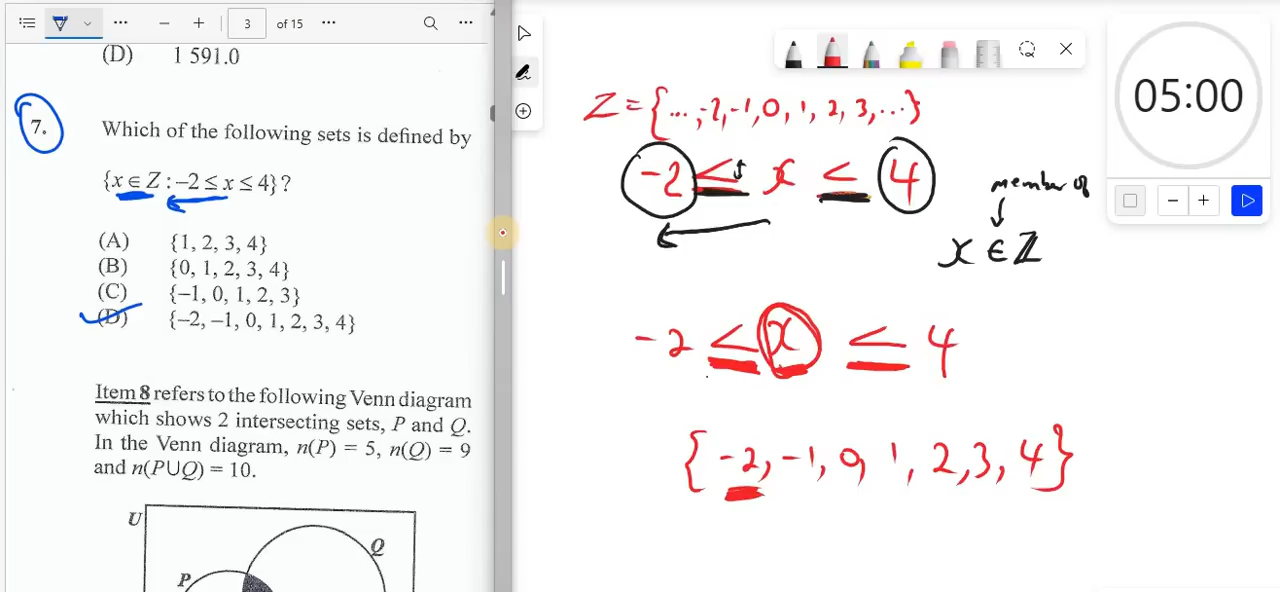 3 of 15
(D) 1 591.0
7. Which of the following sets is defined by
{x ∈ Z : –2 ≤ x ≤ 4}?
(A) {1, 2, 3, 4}
(B) {0, 1, 2, 3, 4}
(C) {–1, 0, 1, 2, 3}
(D) {–2, –1, 0, 1, 2, 3, 4}
Item 8 refers to the following Venn diagram
which shows 2 intersecting sets, P and Q.
In the Venn diagram, n(P) = 5, n(Q) = 9
and n(P∪Q) = 10.
U
Q
P
Z = {..., -2, -1, 0, 1, 2, 3, ...}
-2 ≤ x ≤ 4
member of
x ∈ ℤ
-2 ≤ x ≤ 4
{-2, -1, 0, 1, 2, 3, 4}
05:00